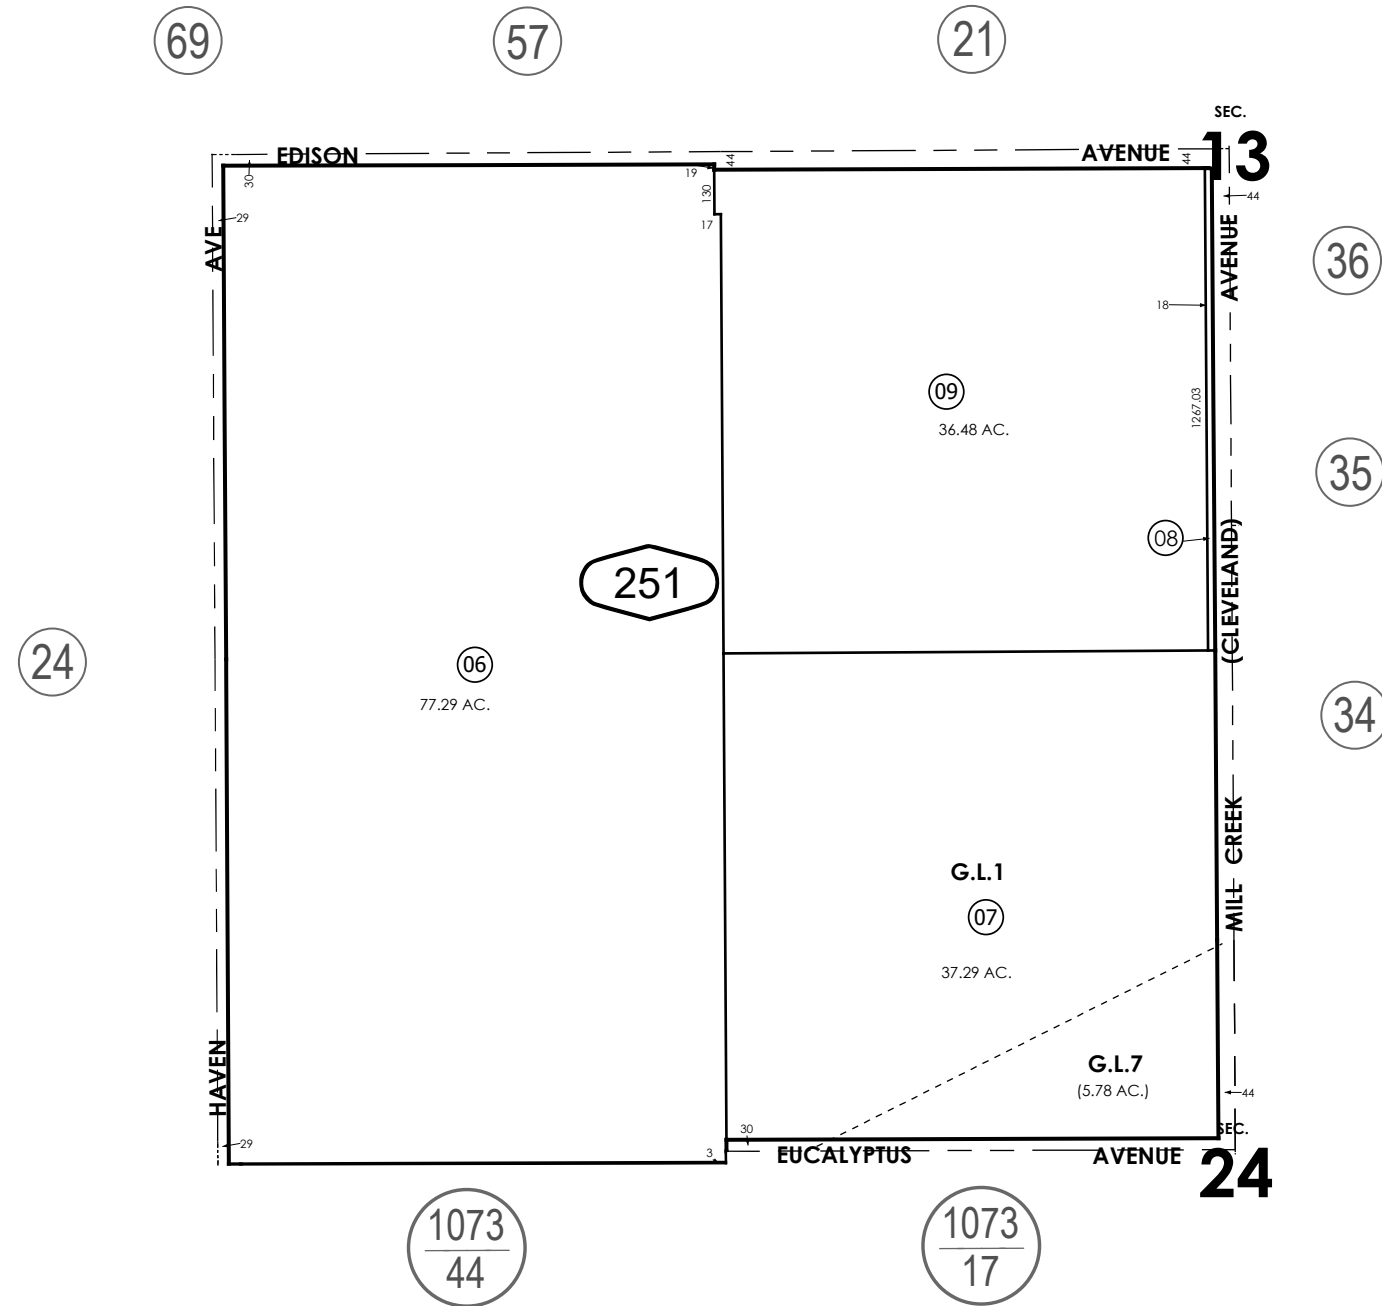 69
57
21
SEC.
13
EDISON
AVENUE
44
44
30
19
130
17
29
44
AVE
AVENUE
36
18
09
36.48 AC.
1267.03
35
08
(CLEVELAND)
251
24
06
77.29 AC.
34
MILL CREEK
G.L.1
07
37.29 AC.
G.L.7
(5.78 AC.)
44
HAVEN
29
3
30
EUCALYPTUS
AVENUE
SEC.
24
1073
44
1073
17